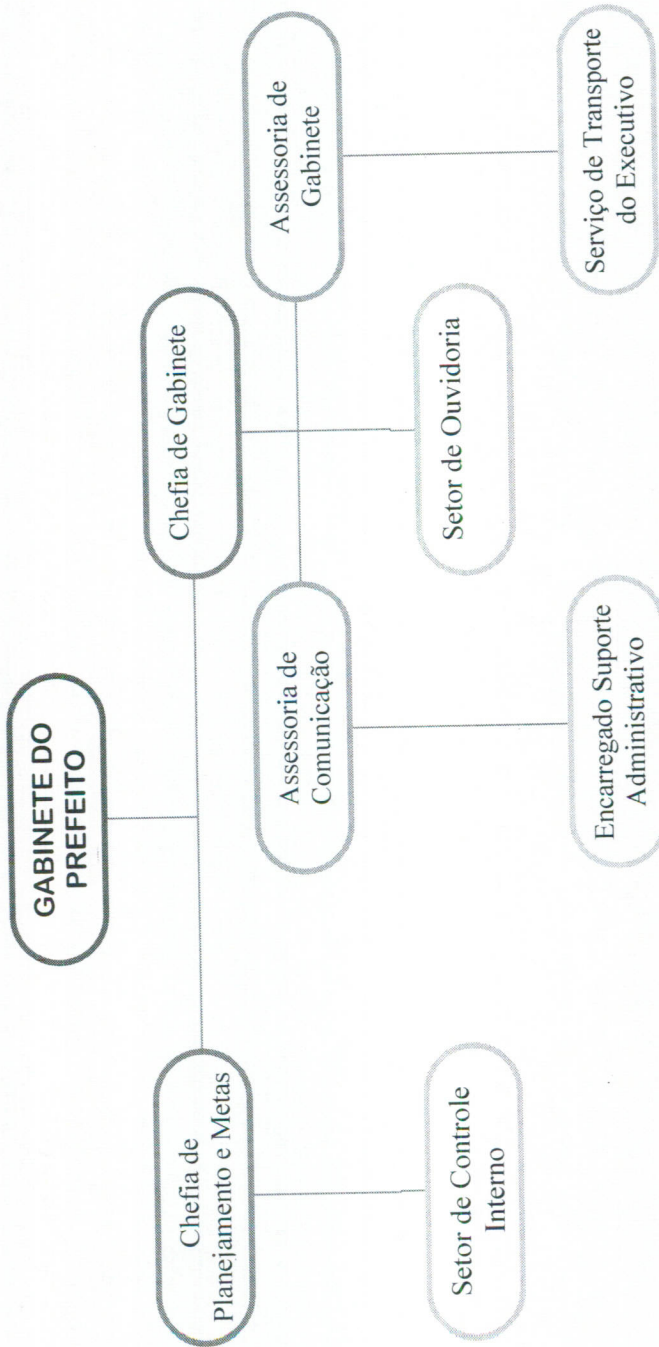 GABINETE DO
PREFEITO
Chefia de
Planejamento e Metas
Chefia de Gabinete
Setor de Controle
Interno
Assessoria de
Comunicação
Assessoria de
Gabinete
Setor de Ouvidoria
Encarregado Suporte
Administrativo
Serviço de Transporte
do Executivo